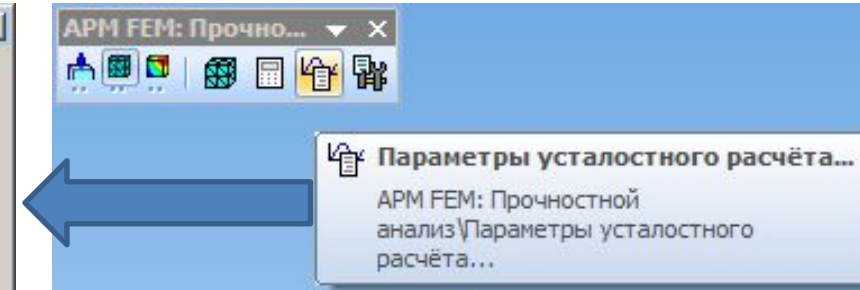 APM FEM: Прочно...
Параметры усталостного расчёта...
APM FEM: Прочностной
анализ\Параметры усталостного
расчёта...